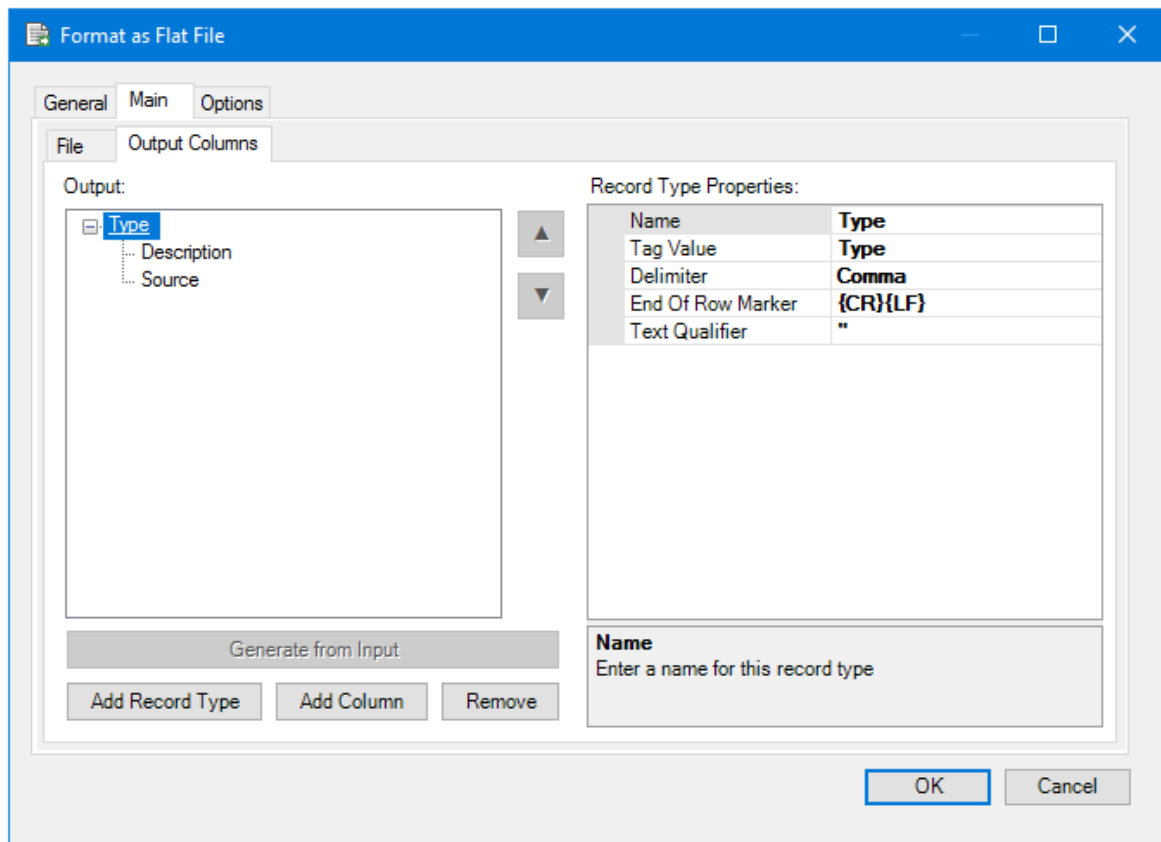 Format as Flat File
General Main Options
File Output Columns
Output:
Type
Description
Source
Generate from Input
Add Record Type Add Column Remove
Record Type Properties:
Name Type
Tag Value Type
Delimiter Comma
End Of Row Marker {CR}{LF}
Text Qualifier "
Name
Enter a name for this record type
OK Cancel